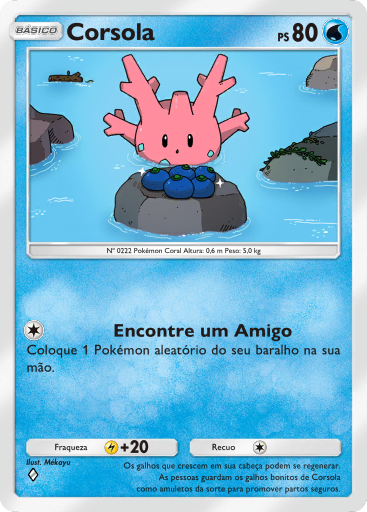 BÁSICO Corsola PS 80
Nº 0222 Pokémon Coral Altura: 0,6 m Peso: 5,0 kg
Encontre um Amigo
Coloque 1 Pokémon aleatório do seu baralho na sua
mão.
Fraqueza +20 Recuo
Ilust. Mékayu
Os galhos que crescem em sua cabeça podem se regenerar.
As pessoas guardam os galhos bonitos de Corsola
como amuletos da sorte para promover partos seguros.